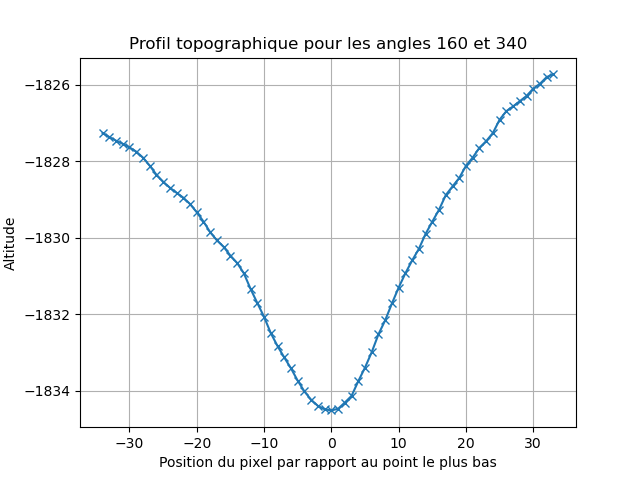 Profil topographique pour les angles 160 et 340
Altitude
−1826
−1828
−1830
−1832
−1834
−30 −20 −10 0 10 20 30
Position du pixel par rapport au point le plus bas